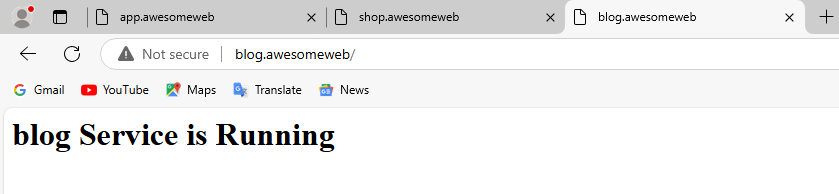 app.awesomeweb
shop.awesomeweb
blog.awesomeweb
Not secure
blog.awesomeweb/
Gmail
YouTube
Maps
Translate
News
blog Service is Running